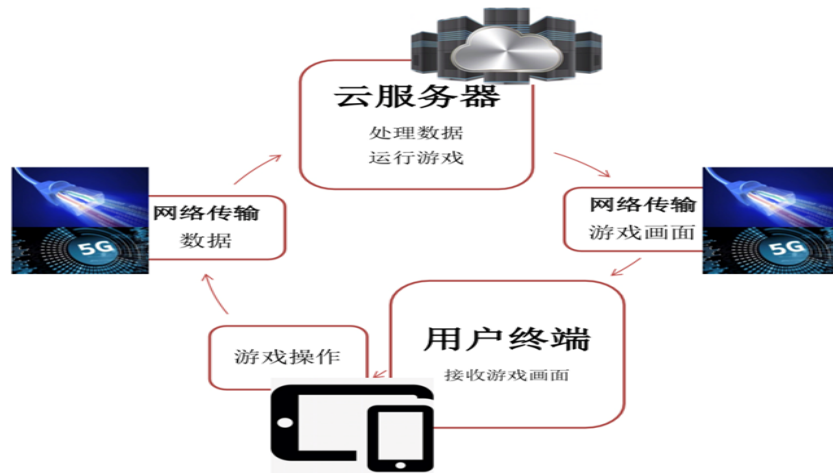 云服务器
处理数据
运行游戏
网络传输
游戏画面
5G
用户终端
接收游戏画面
游戏操作
网络传输
数据
5G